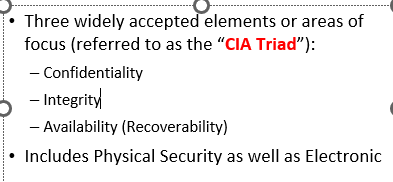 • Three widely accepted elements or areas of
focus (referred to as the “CIA Triad”):
– Confidentiality
– Integrity
– Availability (Recoverability)
• Includes Physical Security as well as Electronic